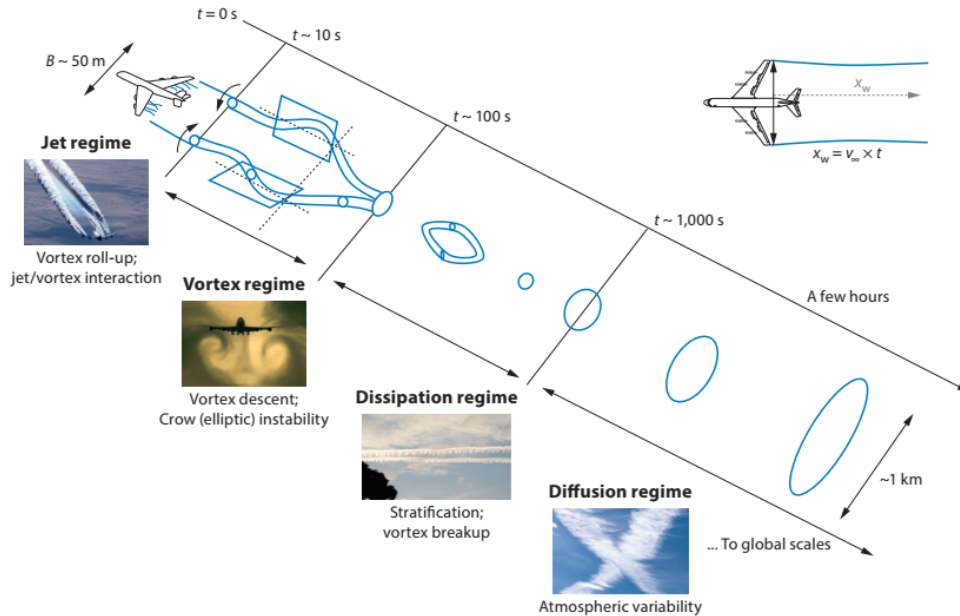 t = 0 s
t ~ 10 s
B ~ 50 m
t ~ 100 s
x_w
x_w = v_∞ × t
Jet regime
Vortex roll-up;
jet/vortex interaction
t ~ 1,000 s
Vortex regime
Vortex descent;
Crow (elliptic) instability
A few hours
Dissipation regime
Stratification;
vortex breakup
~1 km
Diffusion regime
Atmospheric variability
... To global scales